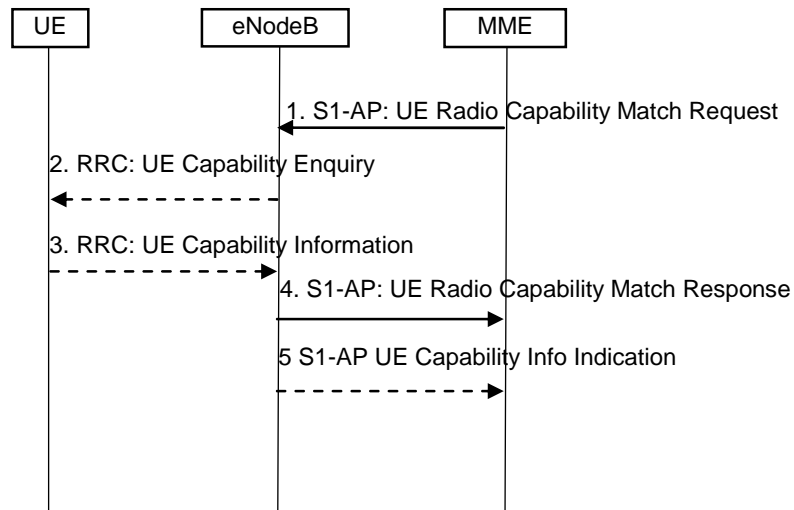 UE
eNodeB
MME
1. S1-AP: UE Radio Capability Match Request
2. RRC: UE Capability Enquiry
3. RRC: UE Capability Information
4. S1-AP: UE Radio Capability Match Response
5 S1-AP UE Capability Info Indication